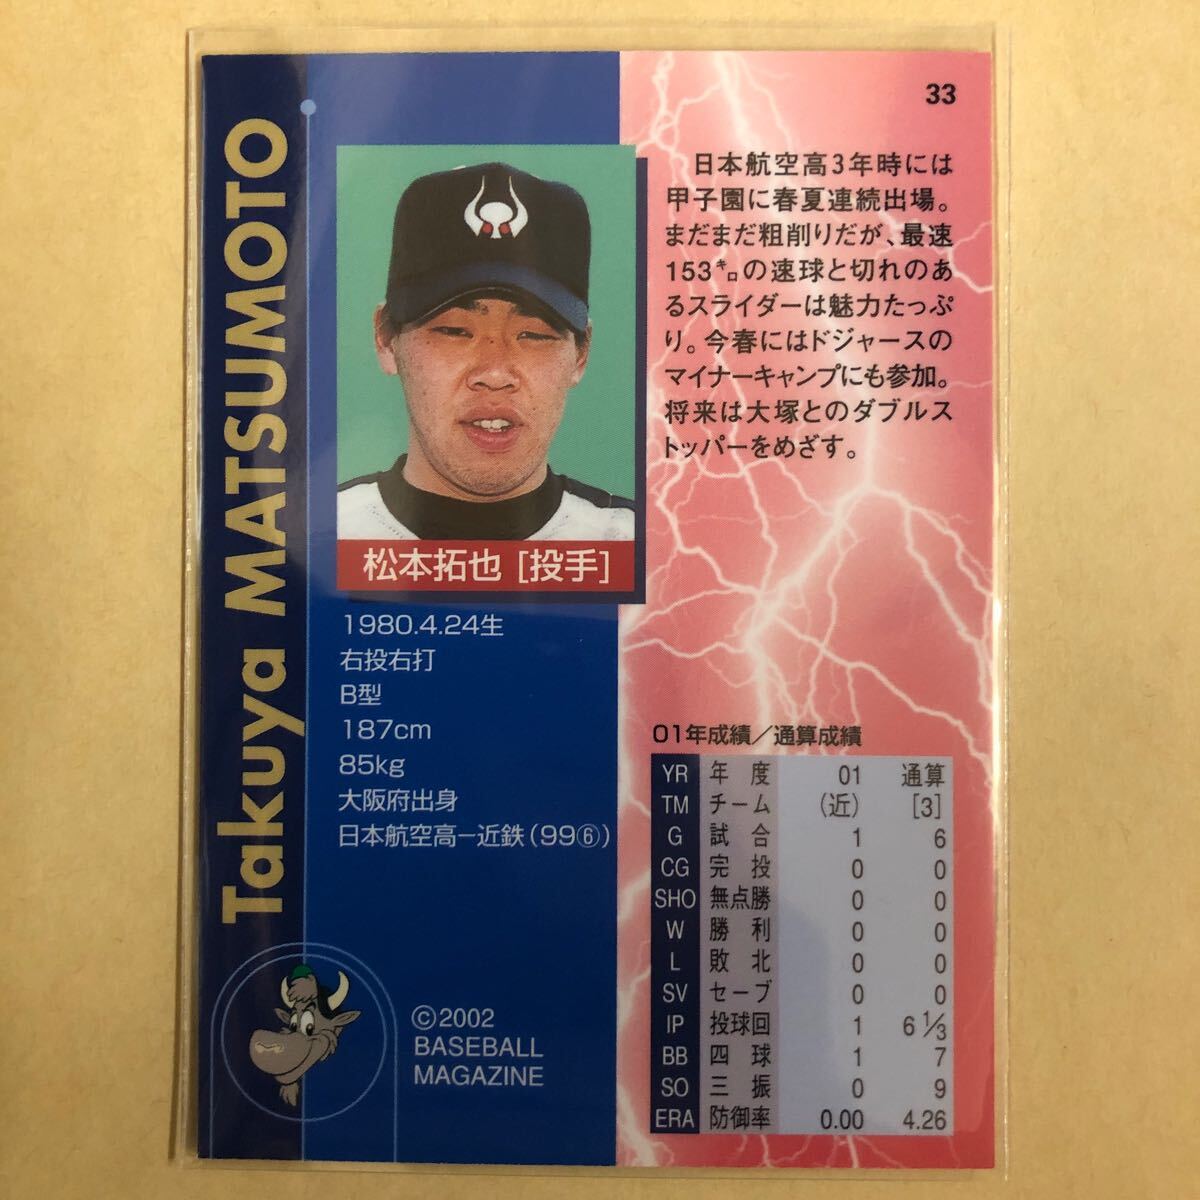 Takuya MATSUMOTO
33
日本航空高3年時には
甲子園に春夏連続出場。
まだまだ粗削りだが、最速
153㌔の速球と切れのあ
るスライダーは魅力たっぷ
り。今春にはドジャースの
マイナーキャンプにも参加。
将来は大塚とのダブルス
トッパーをめざす。
松本拓也 [投手]
1980.4.24生
右投右打
B型
187cm
85kg
大阪府出身
日本航空高－近鉄(99⑥)
©2002
BASEBALL
MAGAZINE
01年成績／通算成績
YR 年度 01 通算
TM チーム (近) [3]
G 試合 1 6
CG 完投 0 0
SHO 無点勝 0 0
W 勝利 0 0
L 敗北 0 0
SV セーブ 0 0
IP 投球回 1 6 1/3
BB 四球 1 7
SO 三振 0 9
ERA 防御率 0.00 4.26